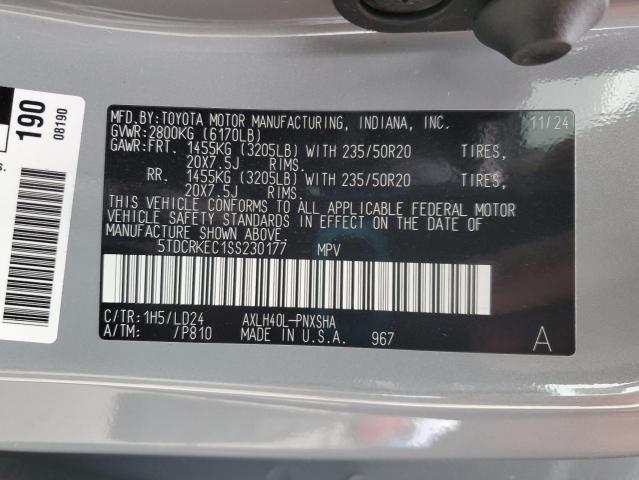 190
08190
s.
MFD.BY: TOYOTA MOTOR MANUFACTURING, INDIANA, INC. 11/24
GVWR: 2800KG (6170LB)
GAWR: FRT. 1455KG (3205LB) WITH 235/50R20 TIRES,
20X7.5J RIMS.
RR. 1455KG (3205LB) WITH 235/50R20 TIRES,
20X7.5J RIMS.
THIS VEHICLE CONFORMS TO ALL APPLICABLE FEDERAL MOTOR
VEHICLE SAFETY STANDARDS IN EFFECT ON THE DATE OF
MANUFACTURE SHOWN ABOVE.
5TDCRKEC1SS230177 MPV
C/TR: 1H5/LD24 AXLH40L-PNXSHA
A/TM: /P810 MADE IN U.S.A. 967 A